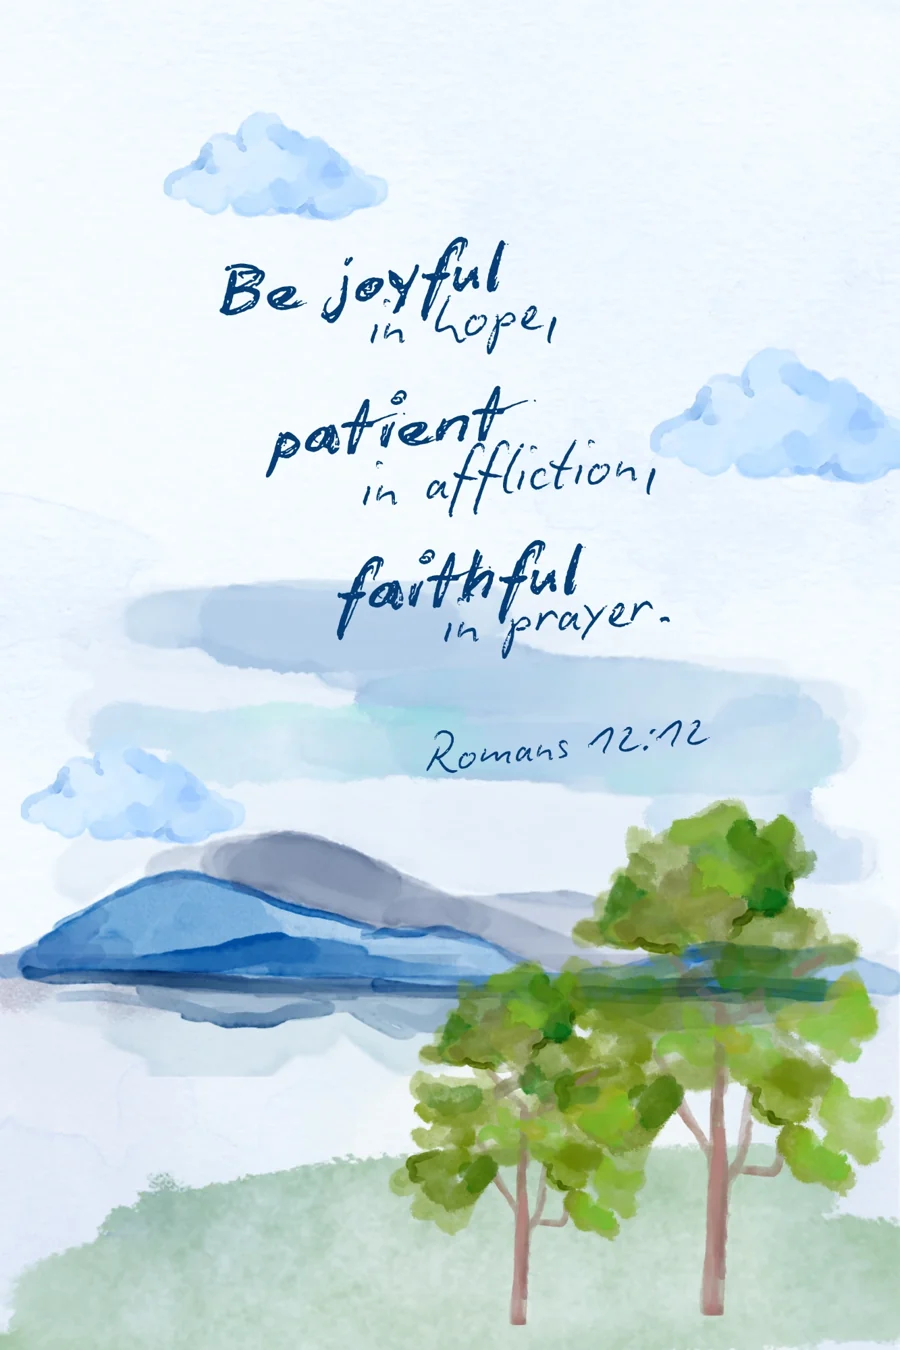 Be joyful
in hope,
patient
in affliction,
faithful
in prayer.
Romans 12:12